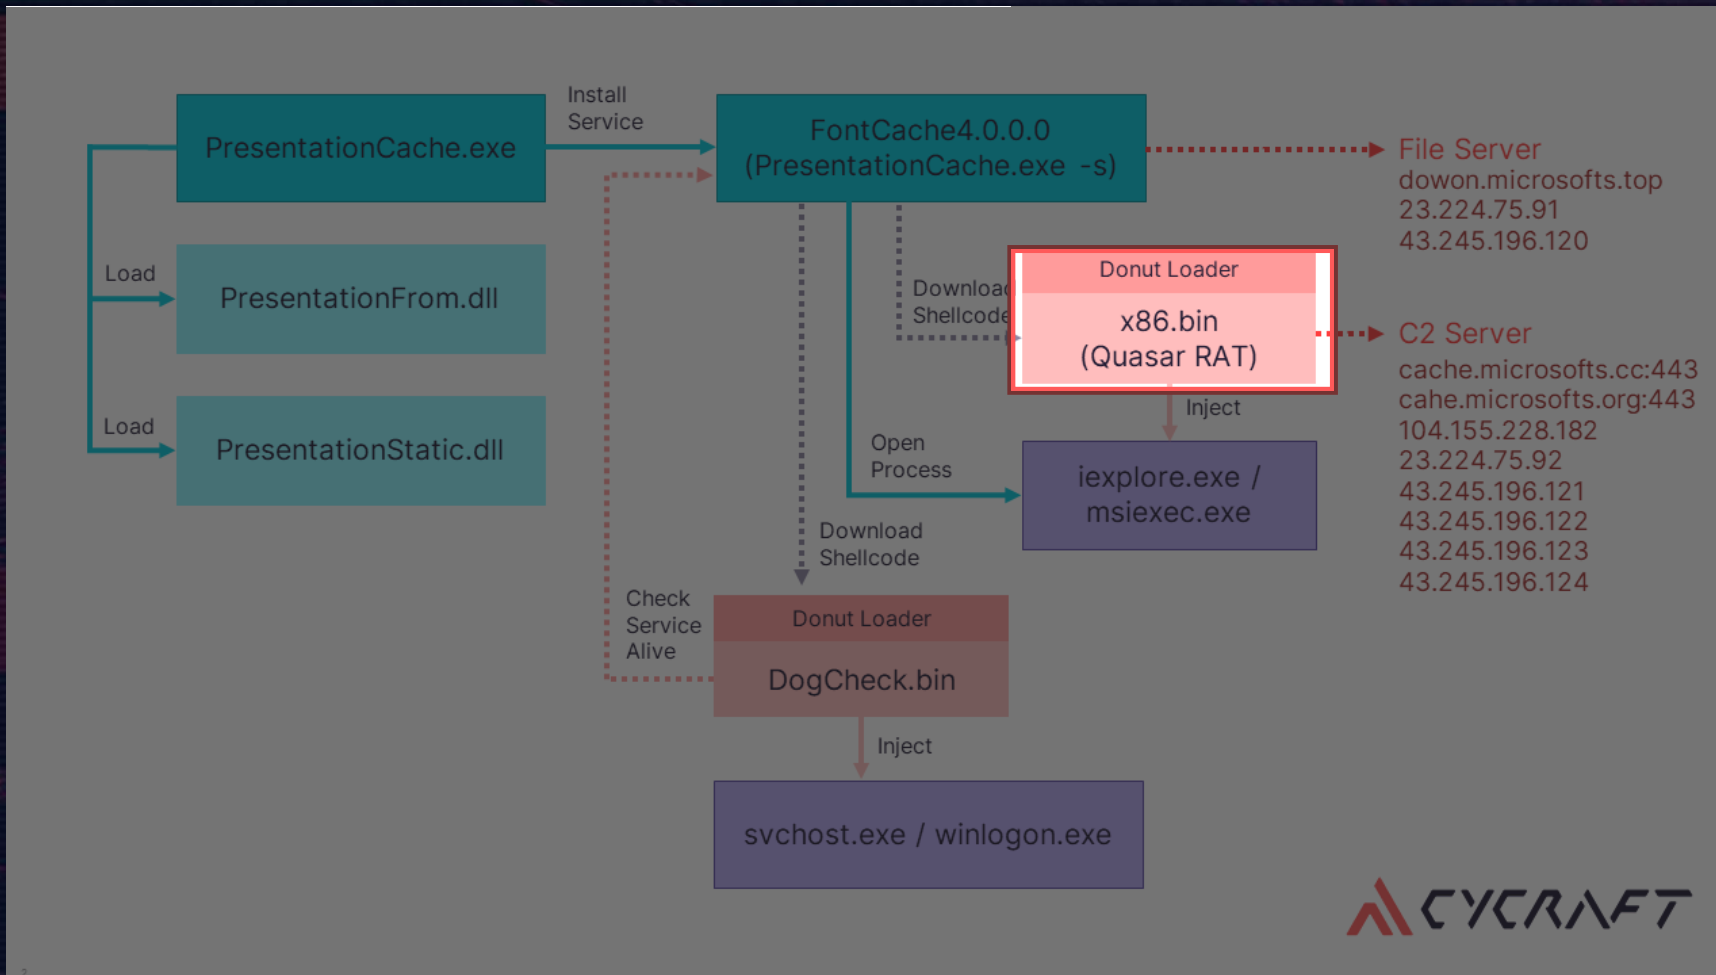 PresentationCache.exe
Install
Service
FontCache4.0.0.0
(PresentationCache.exe -s)
File Server
dowon.microsofts.top
23.224.75.91
43.245.196.120
Load
PresentationFrom.dll
Download
Shellcode
Donut Loader
x86.bin
(Quasar RAT)
C2 Server
cache.microsofts.cc:443
cahe.microsofts.org:443
104.155.228.182
23.224.75.92
43.245.196.121
43.245.196.122
43.245.196.123
43.245.196.124
Inject
Load
PresentationStatic.dll
Open
Process
iexplore.exe /
msiexec.exe
Download
Shellcode
Check
Service
Alive
Donut Loader
DogCheck.bin
Inject
svchost.exe / winlogon.exe
CYCRAFT
2